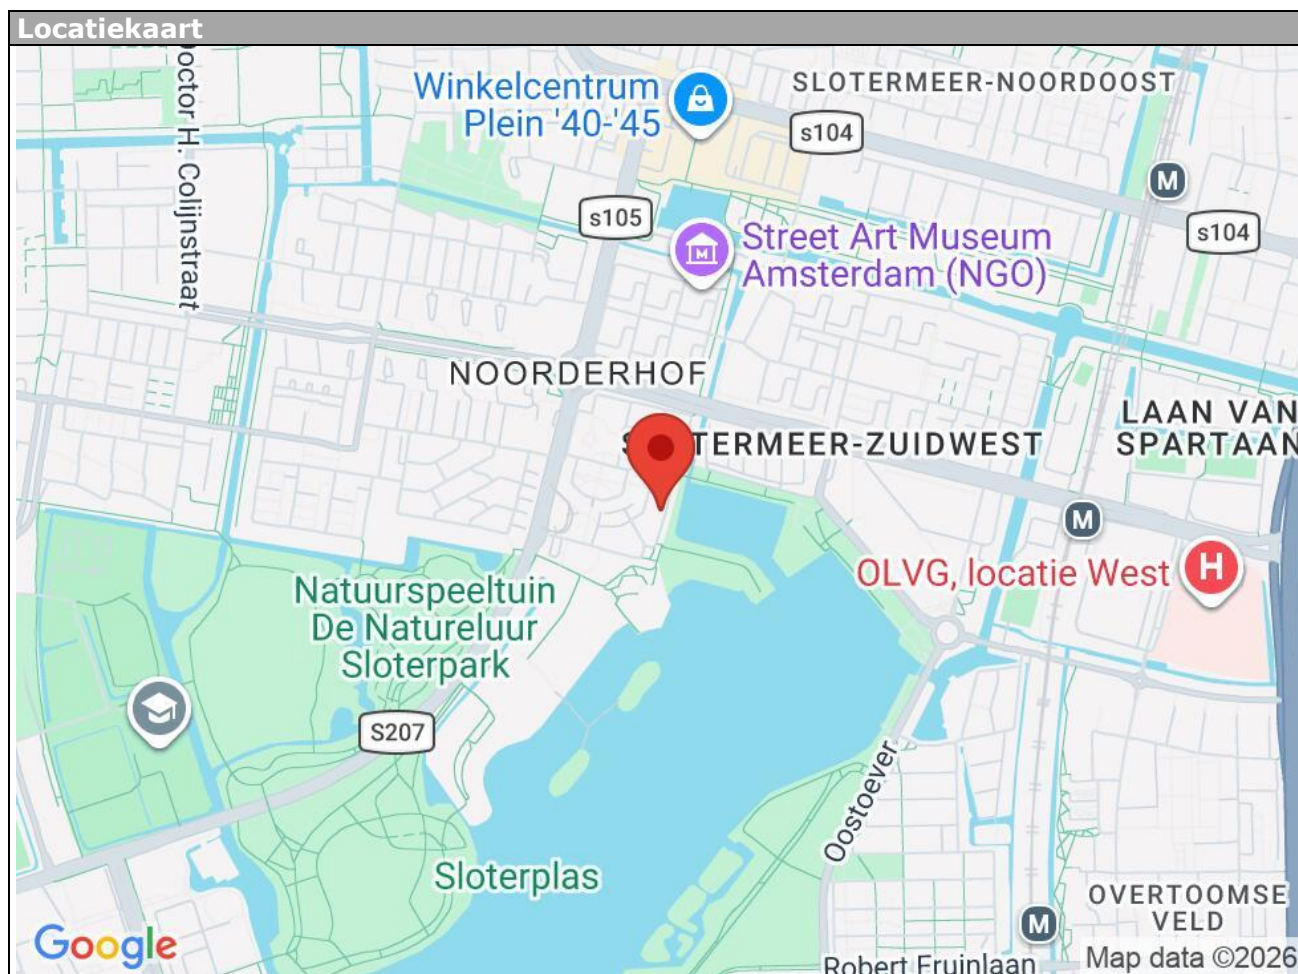 Locatiekaart
Doctor H. Colijnstraat
Winkelcentrum
Plein '40-'45
SLOTERMEER-NOORDOOST
s104
M
s105
s104
Street Art Museum
Amsterdam (NGO)
NOORDERHOF
LAAN VAN
SPARTAAN
TERMEER-ZUIDWEST
M
OLVG, locatie West
H
Natuurspeeltuin
De Natureluur
Sloterpark
S207
Oostoever
Sloterplas
OVERTOOMSE
VELD
M
Google
Robert Fruinlaan
Map data ©2026